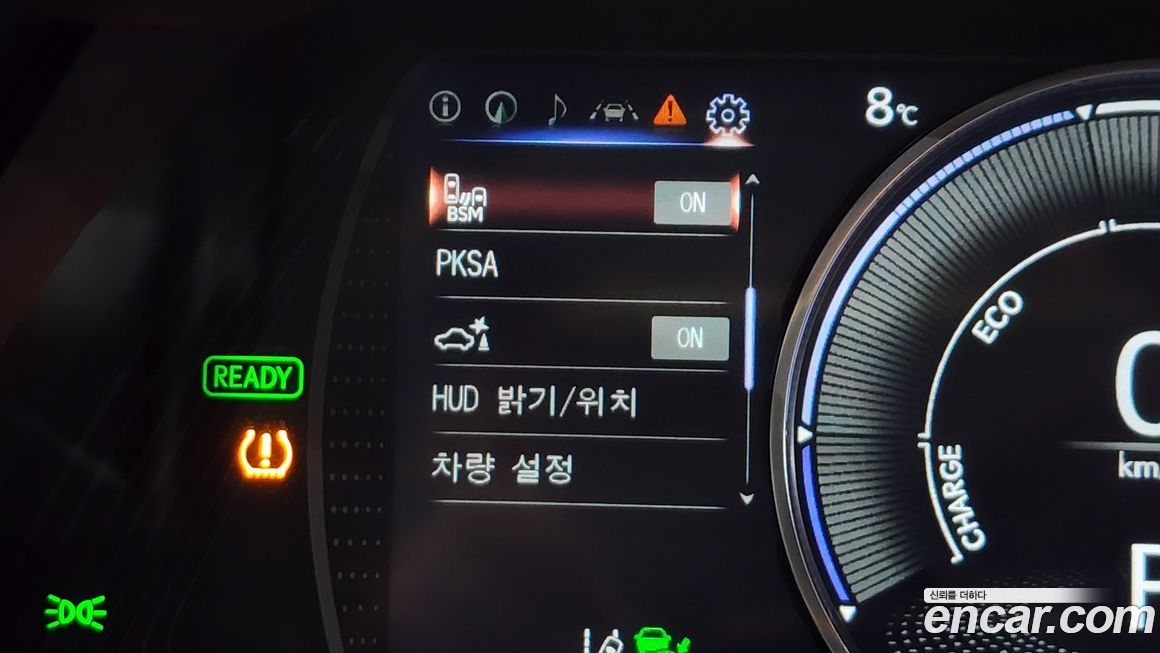 8℃
BSM ON
PKSA
ON
HUD 밝기/위치
차량 설정
READY
ECO
CHARGE
0
km/
신뢰를 더하다
encar.com